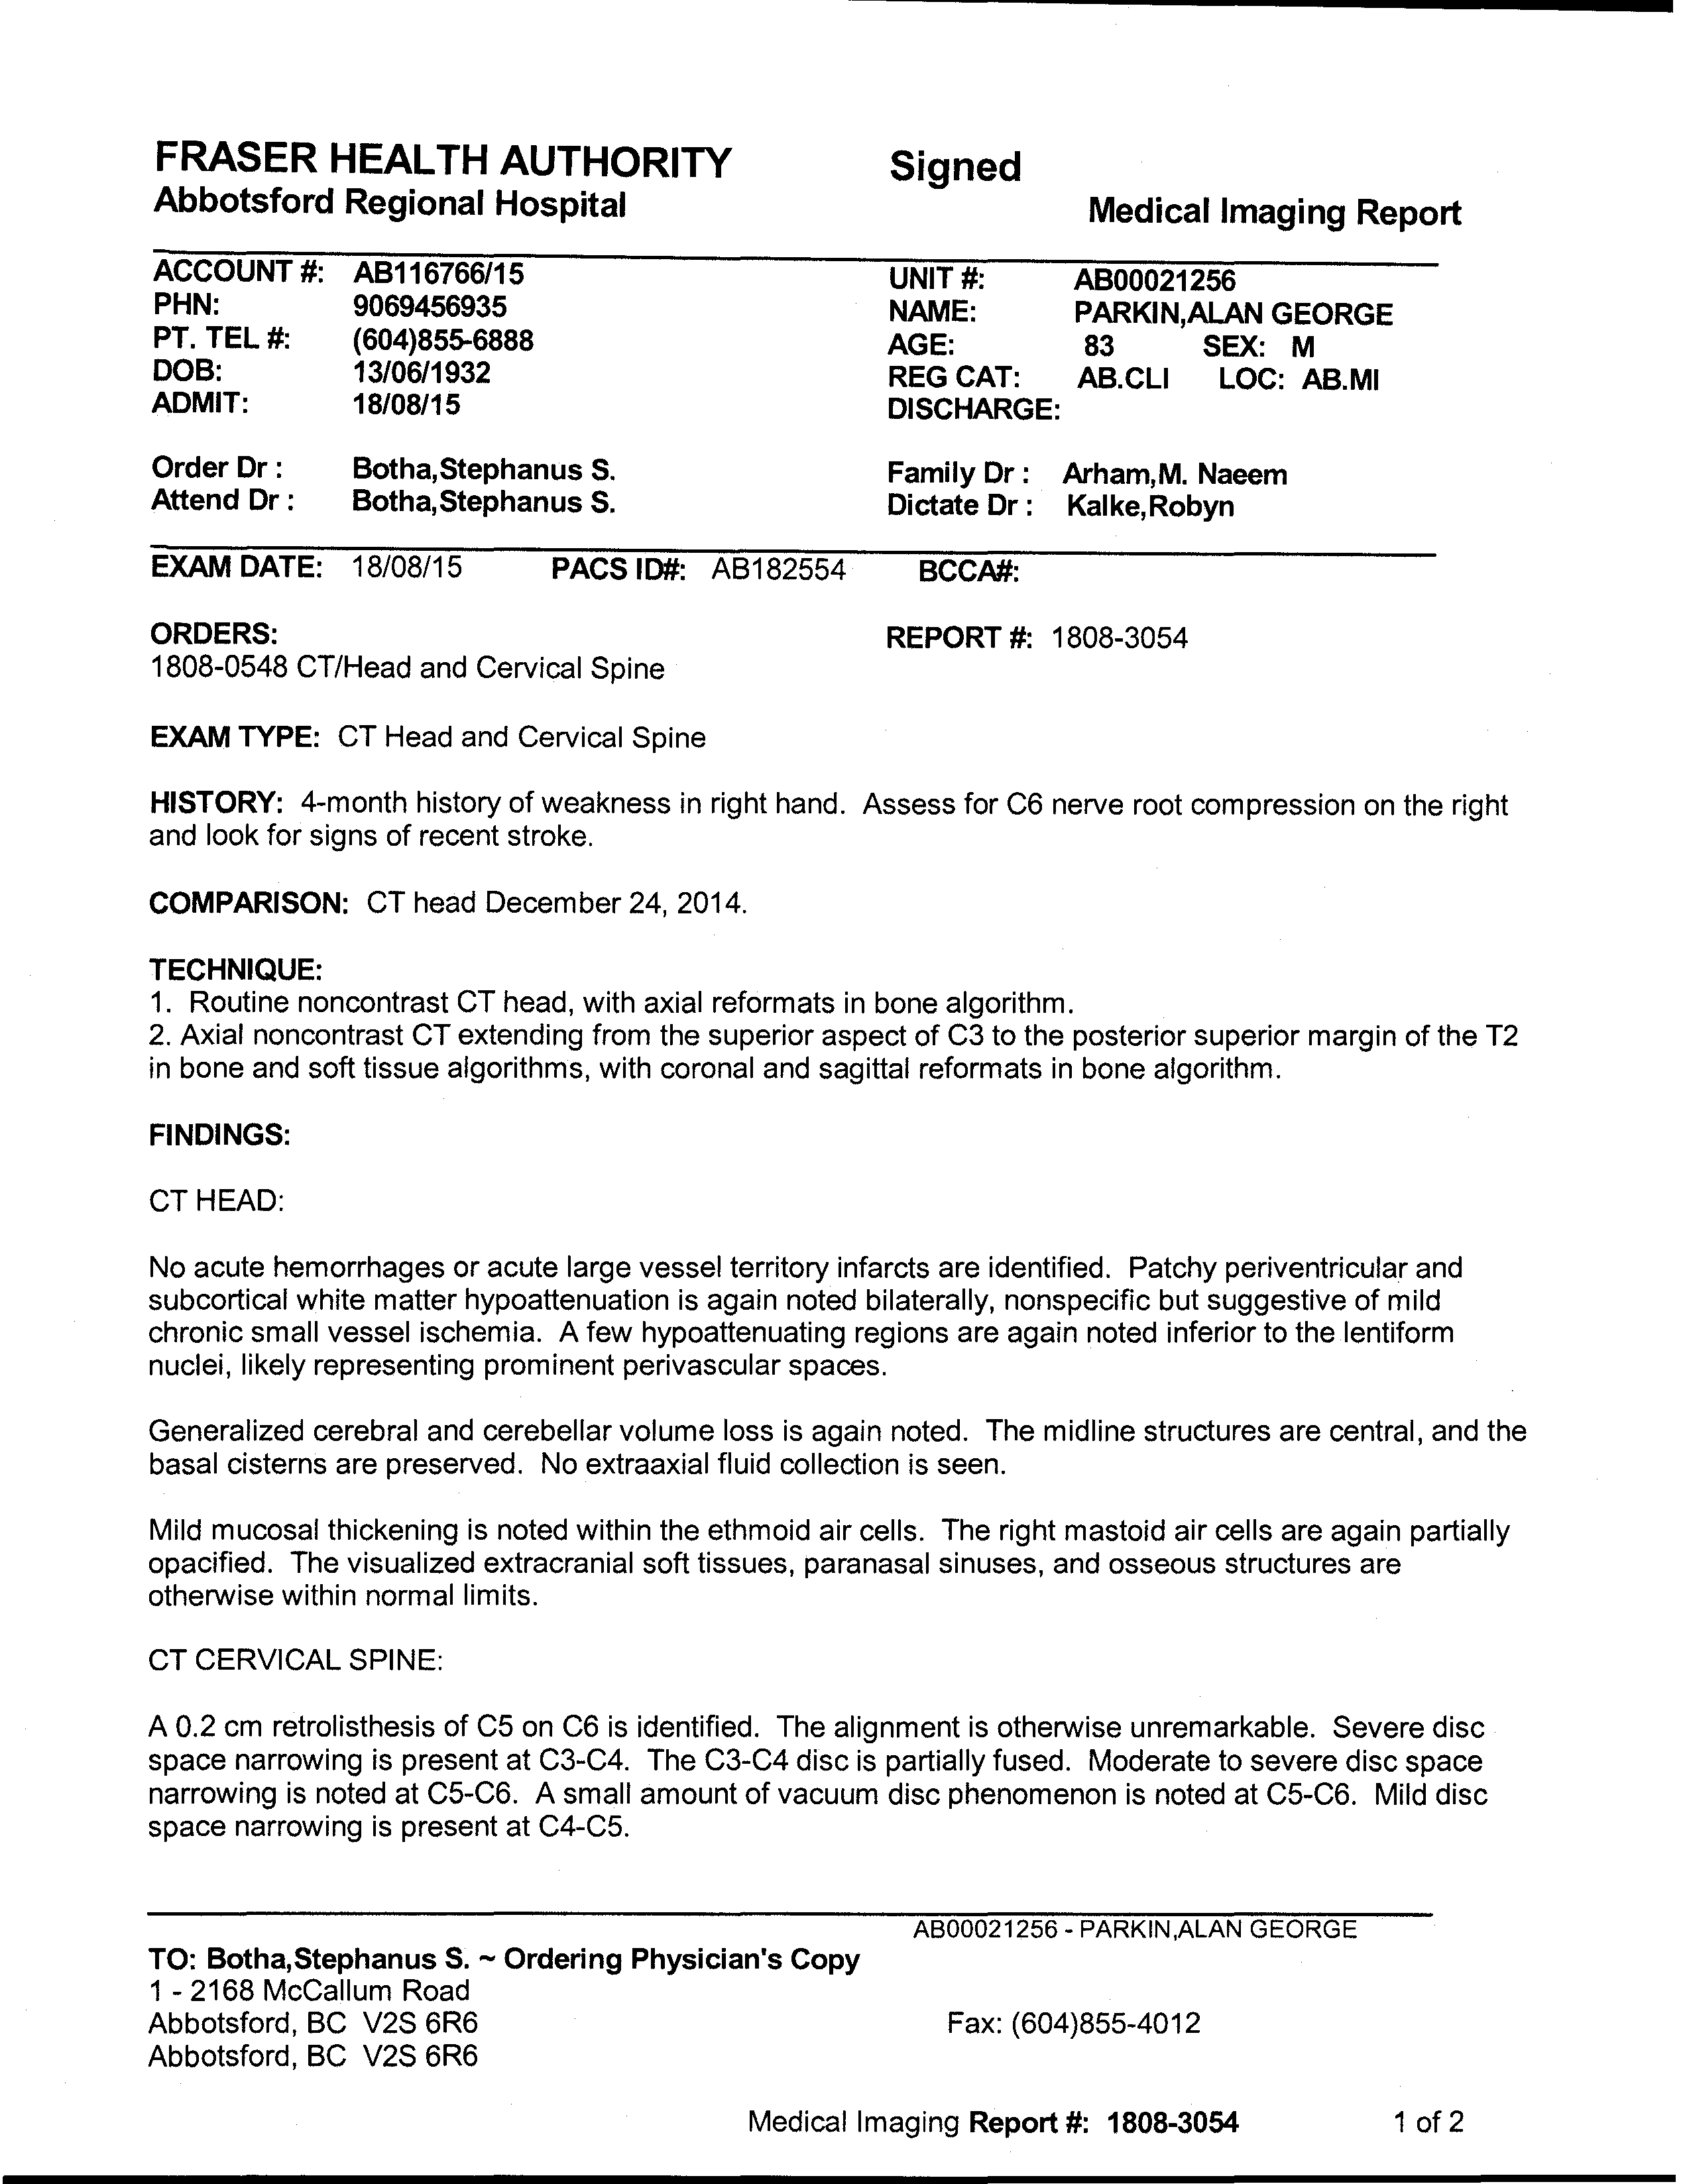 FRASER HEALTH AUTHORITY Signed
Abbotsford Regional Hospital Medical Imaging Report
ACCOUNT #: AB116766/15 UNIT #: AB00021256
PHN: 9069456935 NAME: PARKIN,ALAN GEORGE
PT. TEL #: (604)855-6888 AGE: 83 SEX: M
DOB: 13/06/1932 REG CAT: AB.CLI LOC: AB.MI
ADMIT: 18/08/15 DISCHARGE:
Order Dr : Botha,Stephanus S. Family Dr : Arham,M. Naeem
Attend Dr : Botha,Stephanus S. Dictate Dr : Kalke,Robyn
EXAM DATE: 18/08/15 PACS ID#: AB182554 BCCA#:
ORDERS: REPORT #: 1808-3054
1808-0548 CT/Head and Cervical Spine
EXAM TYPE: CT Head and Cervical Spine
HISTORY: 4-month history of weakness in right hand. Assess for C6 nerve root compression on the right
and look for signs of recent stroke.
COMPARISON: CT head December 24, 2014.
TECHNIQUE:
1. Routine noncontrast CT head, with axial reformats in bone algorithm.
2. Axial noncontrast CT extending from the superior aspect of C3 to the posterior superior margin of the T2
in bone and soft tissue algorithms, with coronal and sagittal reformats in bone algorithm.
FINDINGS:
CT HEAD:
No acute hemorrhages or acute large vessel territory infarcts are identified. Patchy periventricular and
subcortical white matter hypoattenuation is again noted bilaterally, nonspecific but suggestive of mild
chronic small vessel ischemia. A few hypoattenuating regions are again noted inferior to the lentiform
nuclei, likely representing prominent perivascular spaces.
Generalized cerebral and cerebellar volume loss is again noted. The midline structures are central, and the
basal cisterns are preserved. No extraaxial fluid collection is seen.
Mild mucosal thickening is noted within the ethmoid air cells. The right mastoid air cells are again partially
opacified. The visualized extracranial soft tissues, paranasal sinuses, and osseous structures are
otherwise within normal limits.
CT CERVICAL SPINE:
A 0.2 cm retrolisthesis of C5 on C6 is identified. The alignment is otherwise unremarkable. Severe disc
space narrowing is present at C3-C4. The C3-C4 disc is partially fused. Moderate to severe disc space
narrowing is noted at C5-C6. A small amount of vacuum disc phenomenon is noted at C5-C6. Mild disc
space narrowing is present at C4-C5.
AB00021256 - PARKIN,ALAN GEORGE
TO: Botha,Stephanus S. ~ Ordering Physician's Copy
1 - 2168 McCallum Road
Abbotsford, BC V2S 6R6 Fax: (604)855-4012
Abbotsford, BC V2S 6R6
Medical Imaging Report #: 1808-3054 1 of 2